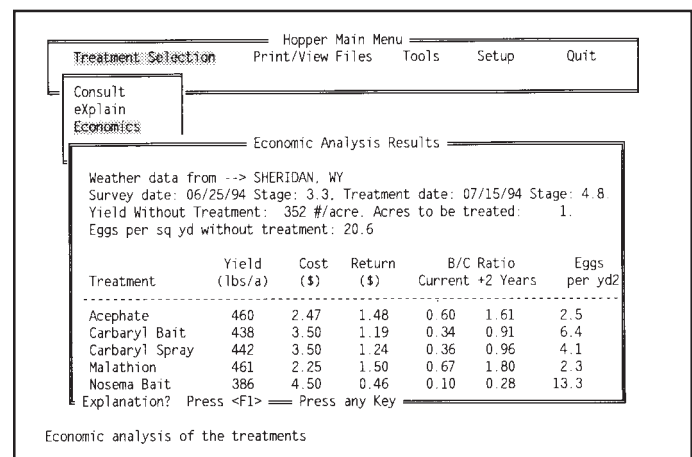 Hopper Main Menu
Treatment Selection Print/View Files Tools Setup Quit
Consult
eXplain
Economics
Economic Analysis Results
Weather data from --> SHERIDAN, WY
Survey date: 06/25/94 Stage: 3.3, Treatment date: 07/15/94 Stage: 4.8.
Yield Without Treatment: 352 #/acre. Acres to be treated: 1.
Eggs per sq yd without treatment: 20.6
Yield Cost Return B/C Ratio Eggs
Treatment (lbs/a) ($) ($) Current +2 Years per yd2
Acephate 460 2.47 1.48 0.60 1.61 2.5
Carbaryl Bait 438 3.50 1.19 0.34 0.91 6.4
Carbaryl Spray 442 3.50 1.24 0.36 0.96 4.1
Malathion 461 2.25 1.50 0.67 1.80 2.3
Nosema Bait 386 4.50 0.46 0.10 0.28 13.3
Explanation? Press <F1> Press any Key
Economic analysis of the treatments